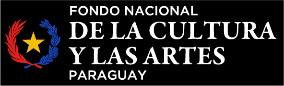 FONDO NACIONAL
DE LA CULTURA
Y LAS ARTES
PARAGUAY